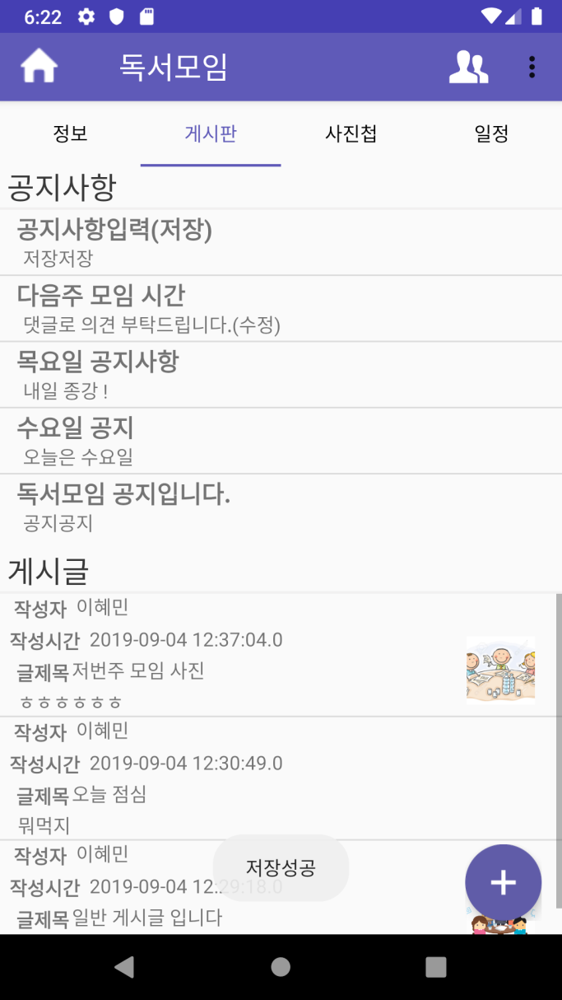 6:22
독서모임
정보 게시판 사진첩 일정
공지사항
공지사항입력(저장)
저장저장
다음주 모임 시간
댓글로 의견 부탁드립니다.(수정)
목요일 공지사항
내일 종강 !
수요일 공지
오늘은 수요일
독서모임 공지입니다.
공지공지
게시글
작성자 이혜민
작성시간 2019-09-04 12:37:04.0
글제목 저번주 모임 사진
ㅎㅎㅎㅎㅎㅎ
작성자 이혜민
작성시간 2019-09-04 12:30:49.0
글제목 오늘 점심
뭐먹지
작성자 이혜민
저장성공
작성시간 2019-09-04 12:29:18.0
글제목 일반 게시글 입니다